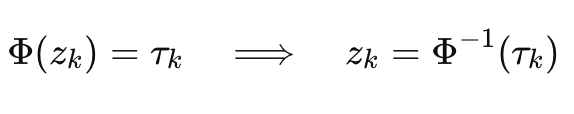 Φ(z_k) = τ_k ⟹ z_k = Φ^{-1}(τ_k)